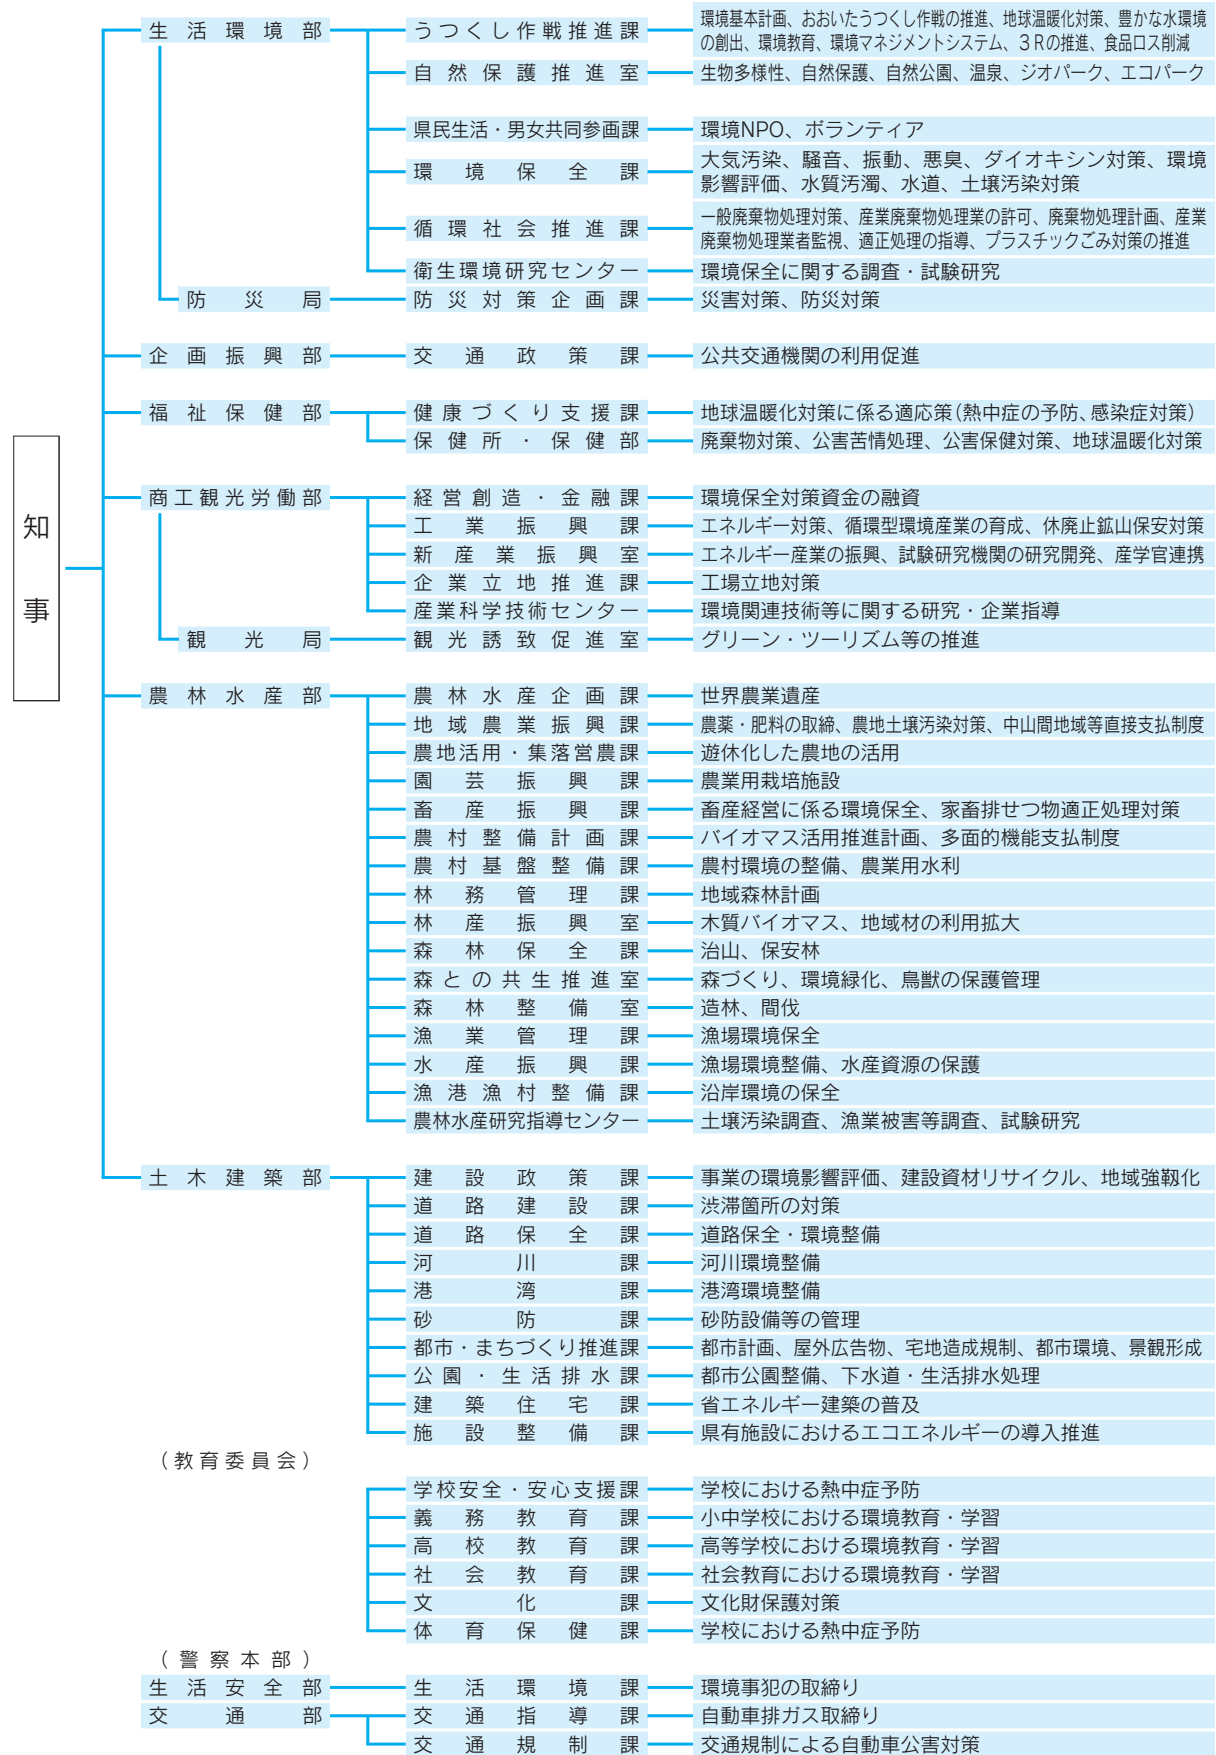 知事
生活環境部 うつくし作戦推進課 環境基本計画、おおいたうつくし作戦の推進、地球温暖化対策、豊かな水環境
の創出、環境教育、環境マネジメントシステム、３Ｒの推進、食品ロス削減
自然保護推進室 生物多様性、自然保護、自然公園、温泉、ジオパーク、エコパーク
県民生活・男女共同参画課 環境NPO、ボランティア
環境保全課 大気汚染、騒音、振動、悪臭、ダイオキシン対策、環境
影響評価、水質汚濁、水道、土壌汚染対策
循環社会推進課 一般廃棄物処理対策、産業廃棄物処理業の許可、廃棄物処理計画、産業
廃棄物処理業者監視、適正処理の指導、プラスチックごみ対策の推進
衛生環境研究センター 環境保全に関する調査・試験研究
防災局 防災対策企画課 災害対策、防災対策
企画振興部 交通政策課 公共交通機関の利用促進
福祉保健部 健康づくり支援課 地球温暖化対策に係る適応策（熱中症の予防、感染症対策）
保健所・保健部 廃棄物対策、公害苦情処理、公害保健対策、地球温暖化対策
商工観光労働部 経営創造・金融課 環境保全対策資金の融資
工業振興課 エネルギー対策、循環型環境産業の育成、休廃止鉱山保安対策
新産業振興室 エネルギー産業の振興、試験研究機関の研究開発、産学官連携
企業立地推進課 工場立地対策
産業科学技術センター 環境関連技術等に関する研究・企業指導
観光局 観光誘致促進室 グリーン・ツーリズム等の推進
農林水産部 農林水産企画課 世界農業遺産
地域農業振興課 農薬・肥料の取締、農地土壌汚染対策、中山間地域等直接支払制度
農地活用・集落営農課 遊休化した農地の活用
園芸振興課 農業用栽培施設
畜産振興課 畜産経営に係る環境保全、家畜排せつ物適正処理対策
農村整備計画課 バイオマス活用推進計画、多面的機能支払制度
農村基盤整備課 農村環境の整備、農業用水利
林務管理課 地域森林計画
林産振興室 木質バイオマス、地域材の利用拡大
森林保全課 治山、保安林
森との共生推進室 森づくり、環境緑化、鳥獣の保護管理
森林整備室 造林、間伐
漁業管理課 漁場環境保全
水産振興課 漁場環境整備、水産資源の保護
漁港漁村整備課 沿岸環境の保全
農林水産研究指導センター 土壌汚染調査、漁業被害等調査、試験研究
土木建築部 建設政策課 事業の環境影響評価、建設資材リサイクル、地域強靱化
道路建設課 渋滞箇所の対策
道路保全課 道路保全・環境整備
河川課 河川環境整備
港湾課 港湾環境整備
砂防課 砂防設備等の管理
都市・まちづくり推進課 都市計画、屋外広告物、宅地造成規制、都市環境、景観形成
公園・生活排水課 都市公園整備、下水道・生活排水処理
建築住宅課 省エネルギー建築の普及
施設整備課 県有施設におけるエコエネルギーの導入推進
（教育委員会）
学校安全・安心支援課 学校における熱中症予防
義務教育課 小中学校における環境教育・学習
高校教育課 高等学校における環境教育・学習
社会教育課 社会教育における環境教育・学習
文化課 文化財保護対策
体育保健課 学校における熱中症予防
（警察本部）
生活安全部 生活環境課 環境事犯の取締り
交通部 交通指導課 自動車排ガス取締り
交通規制課 交通規制による自動車公害対策